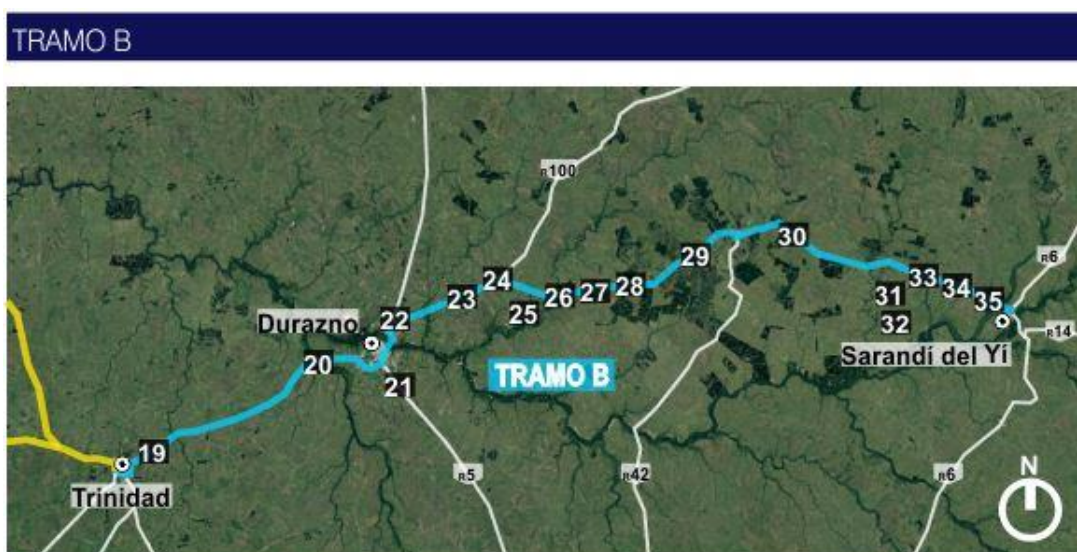 TRAMO B
R100
R6
30
29
33
24
28
34
27
26
31
35
23
25
22
32
Durazno
R14
Sarandí del Yí
20
TRAMO B
21
19
R5
R42
R6
N
Trinidad